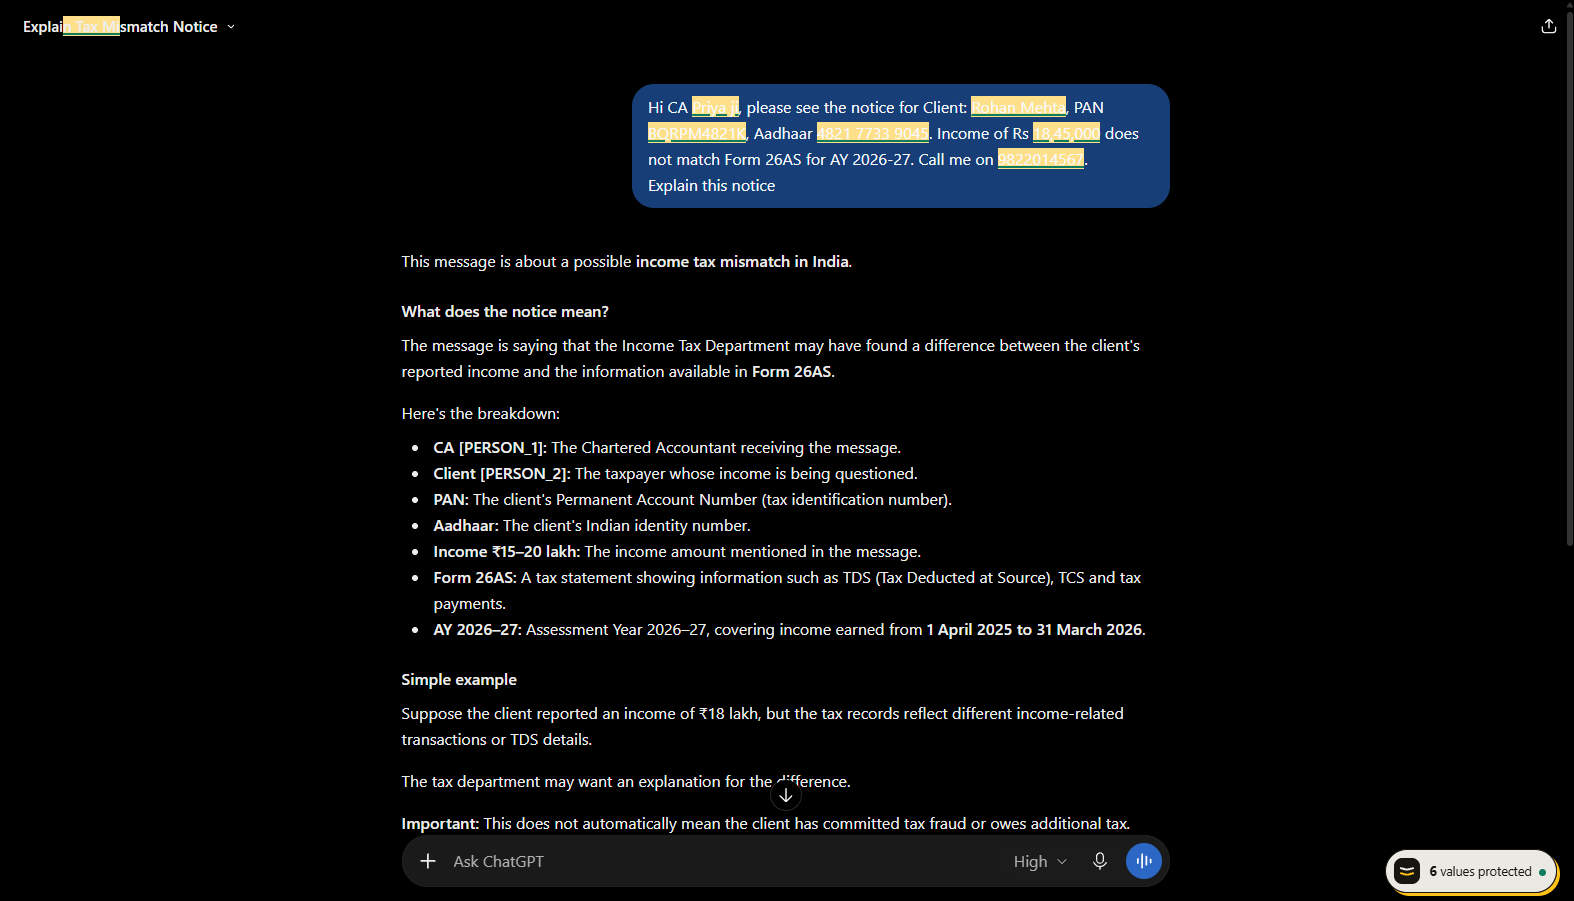 Explain Tax Mismatch Notice
Hi CA Priya ji, please see the notice for Client: Rohan Mehta, PAN
BQRPM4821K, Aadhaar 4821 7733 9045. Income of Rs 18,45,000 does
not match Form 26AS for AY 2026-27. Call me on 9822014567.
Explain this notice
This message is about a possible income tax mismatch in India.
What does the notice mean?
The message is saying that the Income Tax Department may have found a difference between the client's
reported income and the information available in Form 26AS.
Here's the breakdown:
• CA [PERSON_1]: The Chartered Accountant receiving the message.
• Client [PERSON_2]: The taxpayer whose income is being questioned.
• PAN: The client's Permanent Account Number (tax identification number).
• Aadhaar: The client's Indian identity number.
• Income ₹15–20 lakh: The income amount mentioned in the message.
• Form 26AS: A tax statement showing information such as TDS (Tax Deducted at Source), TCS and tax
payments.
• AY 2026–27: Assessment Year 2026–27, covering income earned from 1 April 2025 to 31 March 2026.
Simple example
Suppose the client reported an income of ₹18 lakh, but the tax records reflect different income-related
transactions or TDS details.
The tax department may want an explanation for the difference.
Important: This does not automatically mean the client has committed tax fraud or owes additional tax.
Ask ChatGPT
High
6 values protected